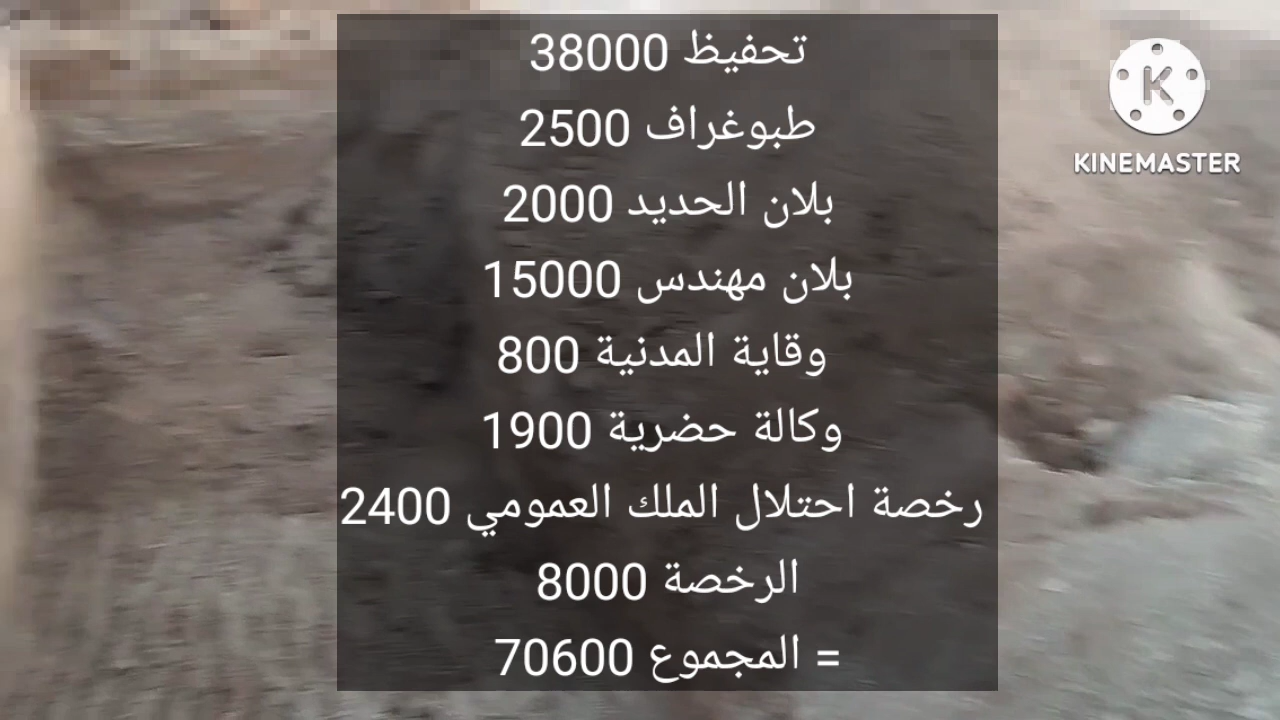 تحفيظ 38000
طبوغراف 2500
بلان الحديد 2000
بلان مهندس 15000
وقاية المدنية 800
وكالة حضرية 1900
رخصة احتلال الملك العمومي 2400
الرخصة 8000
= المجموع 70600
K
KINEMASTER